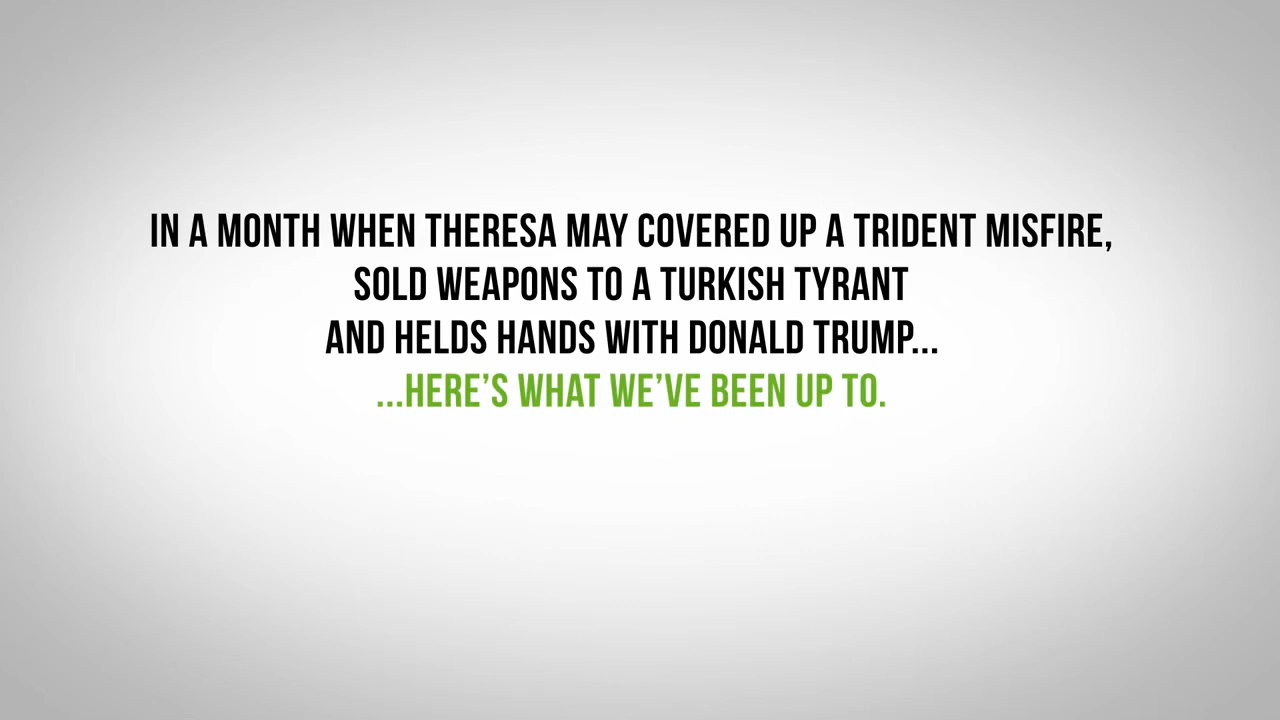 IN A MONTH WHEN THERESA MAY COVERED UP A TRIDENT MISFIRE,
SOLD WEAPONS TO A TURKISH TYRANT
AND HELDS HANDS WITH DONALD TRUMP...
...HERE’S WHAT WE’VE BEEN UP TO.